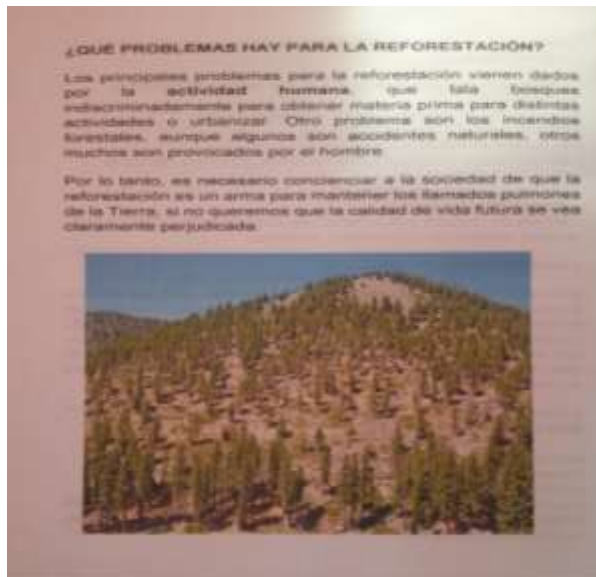 ¿QUÉ PROBLEMAS HAY PARA LA REFORESTACIÓN?
Los principales problemas para la reforestación vienen dados
por la actividad humana, que tala bosques
indiscriminadamente para obtener materia prima para distintas
actividades o urbanizar. Otro problema son los incendios
forestales, aunque algunos son accidentes naturales, otros
muchos son provocados por el hombre.
Por lo tanto, es necesario concienciar a la sociedad de que la
reforestación es un arma para mantener los llamados pulmones
de la Tierra, si no queremos que la calidad de vida futura se vea
claramente perjudicada.